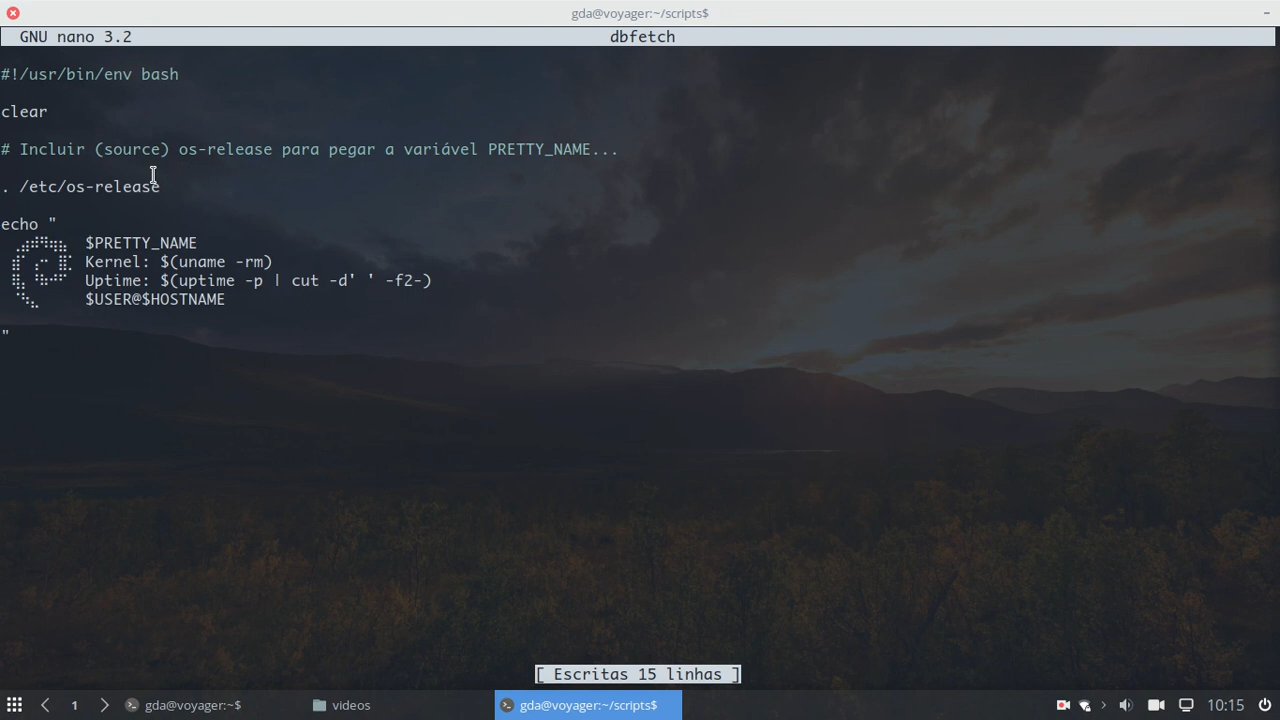 gda@voyager:~/scripts$
GNU nano 3.2 dbfetch
#!/usr/bin/env bash
clear
# Incluir (source) os-release para pegar a variável PRETTY_NAME...
. /etc/os-release
echo "
$PRETTY_NAME
Kernel: $(uname -rm)
Uptime: $(uptime -p | cut -d' ' -f2-)
$USER@$HOSTNAME
"
[ Escritas 15 linhas ]
1 gda@voyager:~$ videos gda@voyager:~/scripts$ 10:15